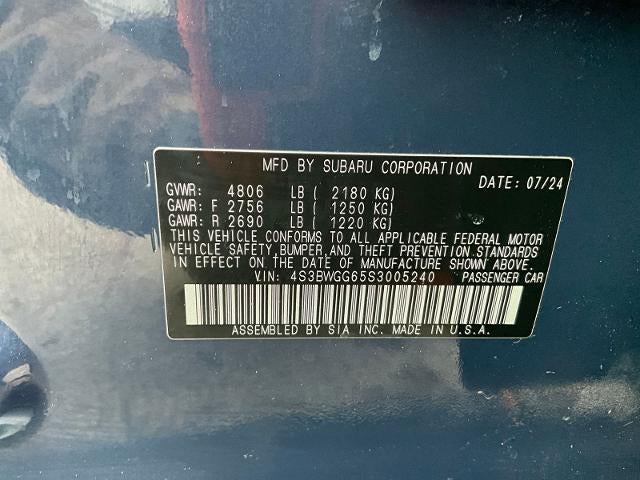 MFD BY SUBARU CORPORATION
DATE: 07/24
GVWR: 4806 LB ( 2180 KG)
GAWR: F 2756 LB ( 1250 KG)
GAWR: R 2690 LB ( 1220 KG)
THIS VEHICLE CONFORMS TO ALL APPLICABLE FEDERAL MOTOR
VEHICLE SAFETY, BUMPER, AND THEFT PREVENTION STANDARDS
IN EFFECT ON THE DATE OF MANUFACTURE SHOWN ABOVE.
V.IN: 4S3BWGG65S3005240 PASSENGER CAR
ASSEMBLED BY SIA INC. MADE IN U.S.A.